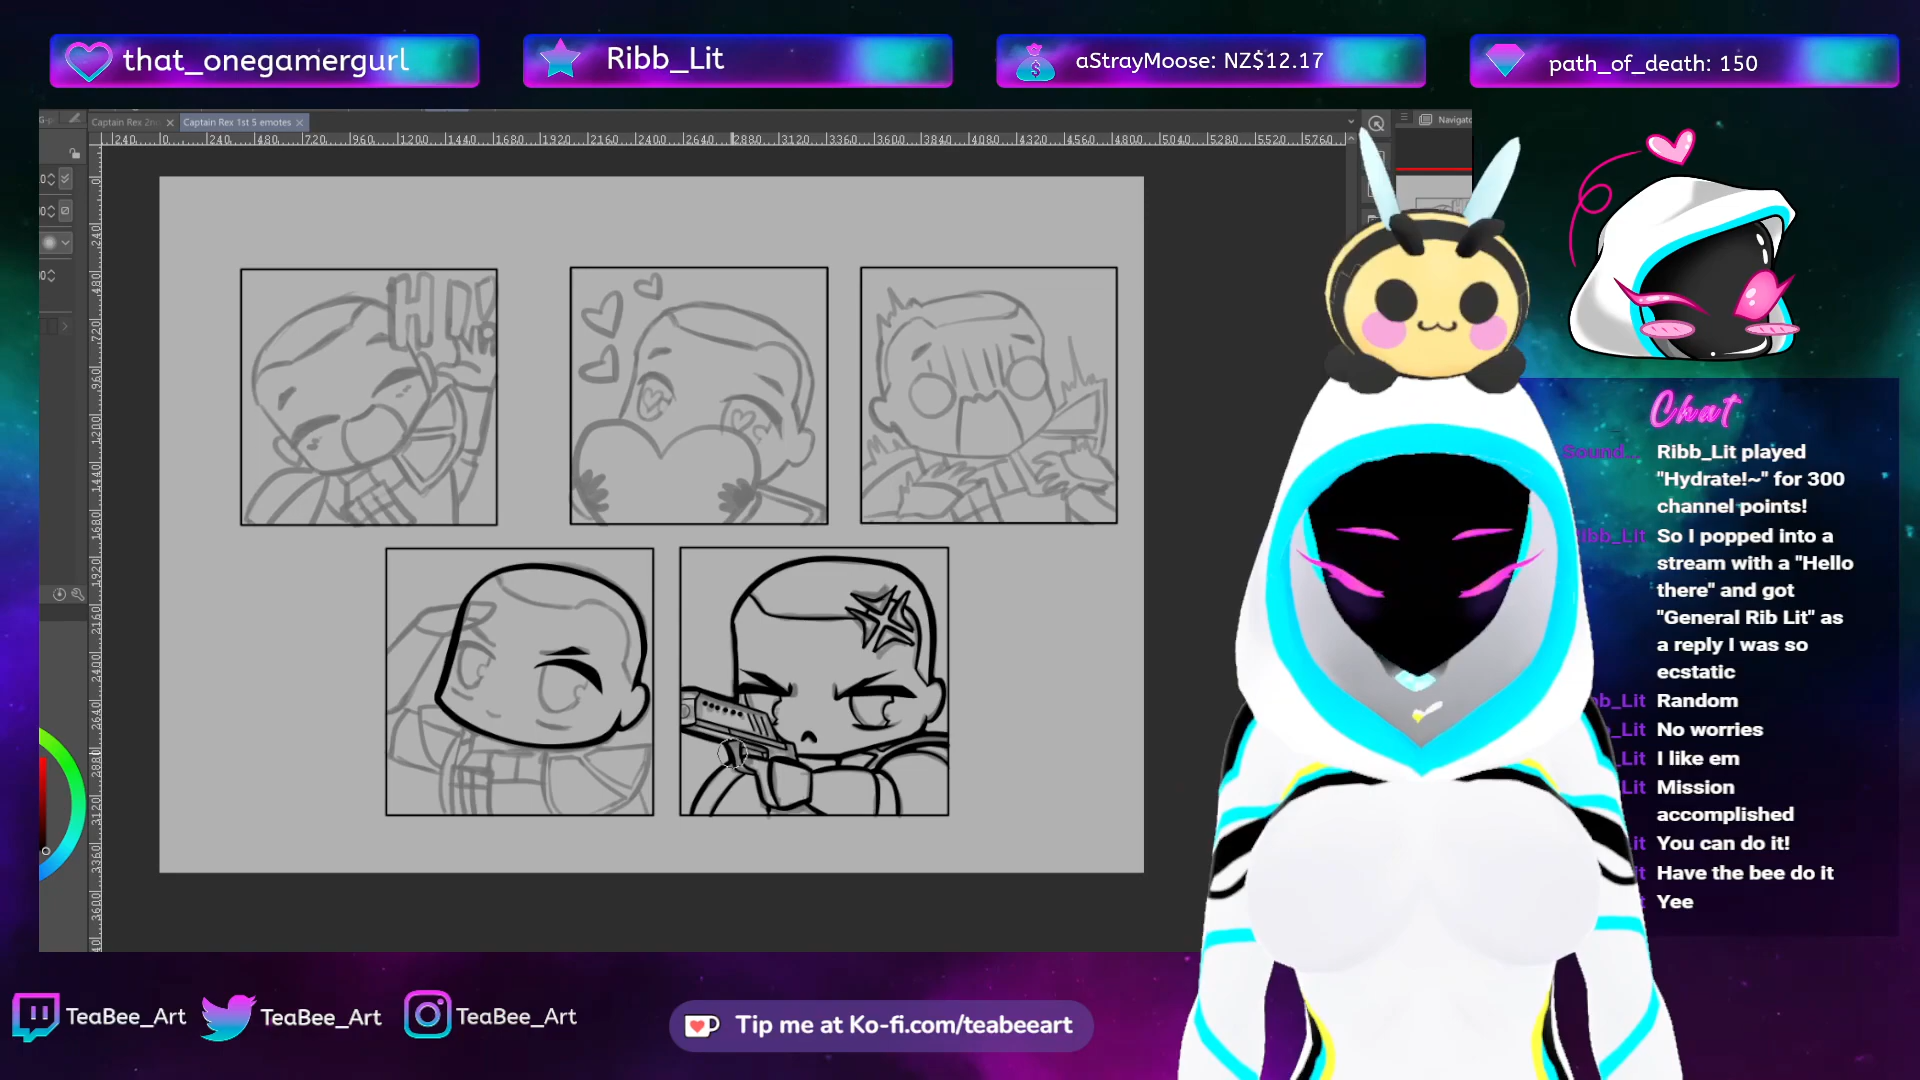 that_onegamergurl
Ribb_Lit
aStrayMoose: NZ$12.17
path_of_death: 150
Captain Rex 1st 5 emotes
Navigato
HI!
Chat
Sound...
Ribb_Lit played
"Hydrate!~" for 300
channel points!
So I popped into a
stream with a "Hello
there" and got
"General Rib Lit" as
a reply I was so
ecstatic
Random
No worries
I like em
Mission
accomplished
You can do it!
Have the bee do it
Yee
TeaBee_Art
TeaBee_Art
TeaBee_Art
Tip me at Ko-fi.com/teabeeart